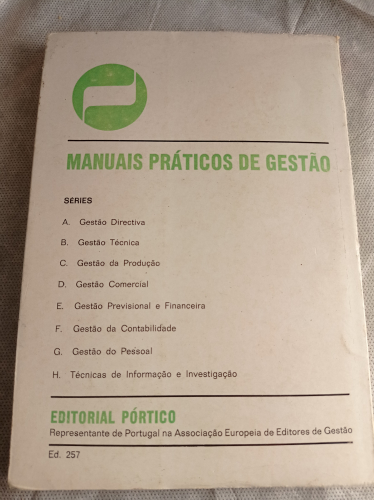 MANUAIS PRÁTICOS DE GESTÃO
SÉRIES
A. Gestão Directiva
B. Gestão Técnica
C. Gestão da Produção
D. Gestão Comercial
E. Gestão Previsional e Financeira
F. Gestão da Contabilidade
G. Gestão do Pessoal
H. Técnicas de Informação e Investigação
EDITORIAL PÓRTICO
Representante de Portugal na Associação Europeia de Editores de Gestão
Ed. 257